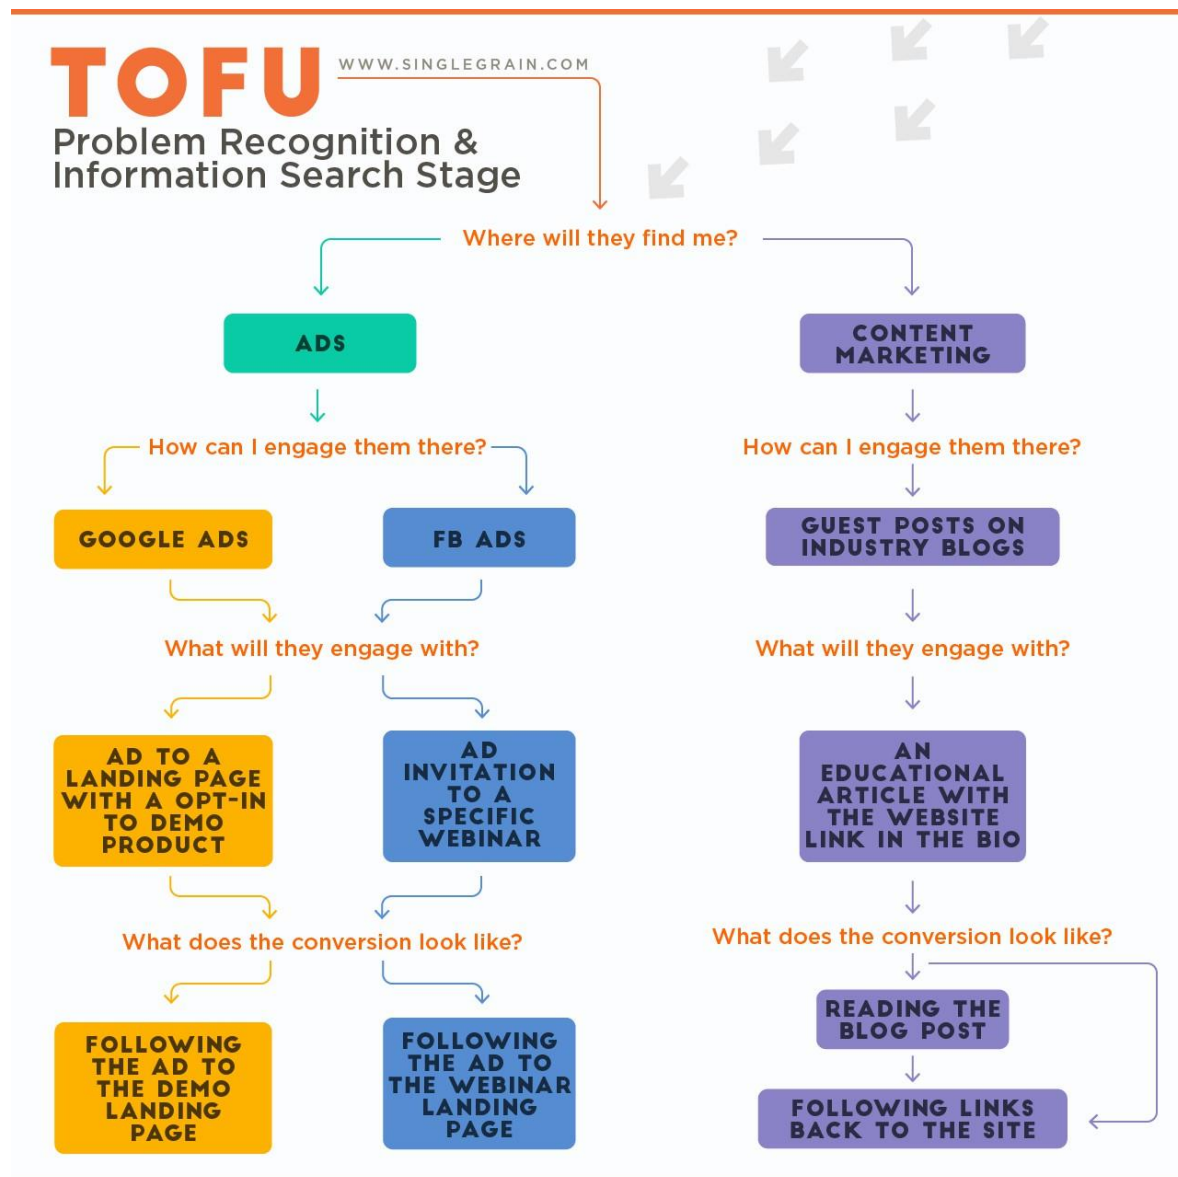 TOFU
WWW.SINGLEGRAIN.COM
Problem Recognition &
Information Search Stage
Where will they find me?
ADS
CONTENT
MARKETING
How can I engage them there?
How can I engage them there?
GOOGLE ADS
FB ADS
GUEST POSTS ON
INDUSTRY BLOGS
What will they engage with?
What will they engage with?
AD TO A
LANDING PAGE
WITH A OPT-IN
TO DEMO
PRODUCT
AD
INVITATION
TO A
SPECIFIC
WEBINAR
AN
EDUCATIONAL
ARTICLE WITH
THE WEBSITE
LINK IN THE BIO
What does the conversion look like?
What does the conversion look like?
FOLLOWING
THE AD TO
THE DEMO
LANDING
PAGE
FOLLOWING
THE AD TO
THE WEBINAR
LANDING
PAGE
READING THE
BLOG POST
FOLLOWING LINKS
BACK TO THE SITE